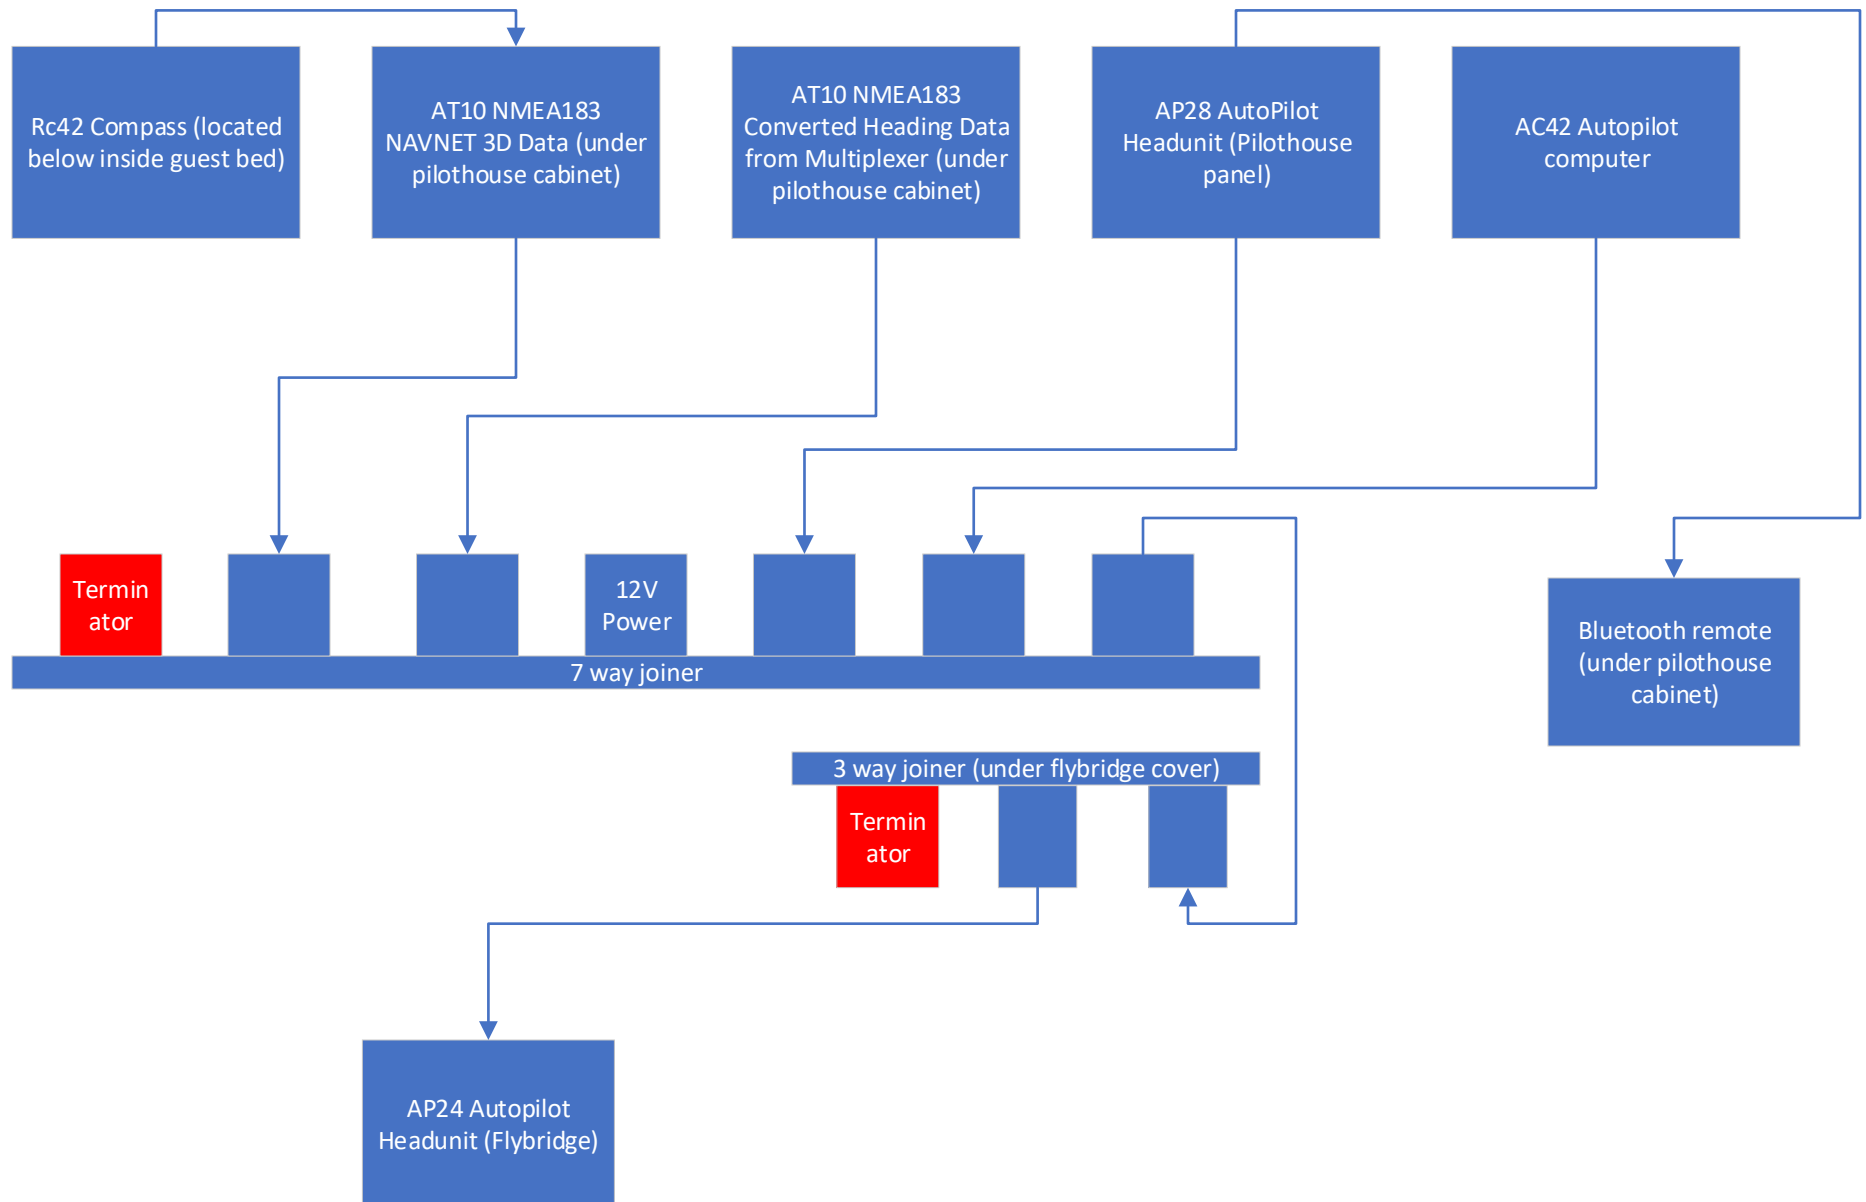 Rc42 Compass (located
below inside guest bed)
AT10 NMEA183
NAVNET 3D Data (under
pilothouse cabinet)
AT10 NMEA183
Converted Heading Data
from Multiplexer (under
pilothouse cabinet)
AP28 AutoPilot
Headunit (Pilothouse
panel)
AC42 Autopilot
computer
Termin
ator
12V
Power
7 way joiner
Bluetooth remote
(under pilothouse
cabinet)
3 way joiner (under flybridge cover)
Termin
ator
AP24 Autopilot
Headunit (Flybridge)